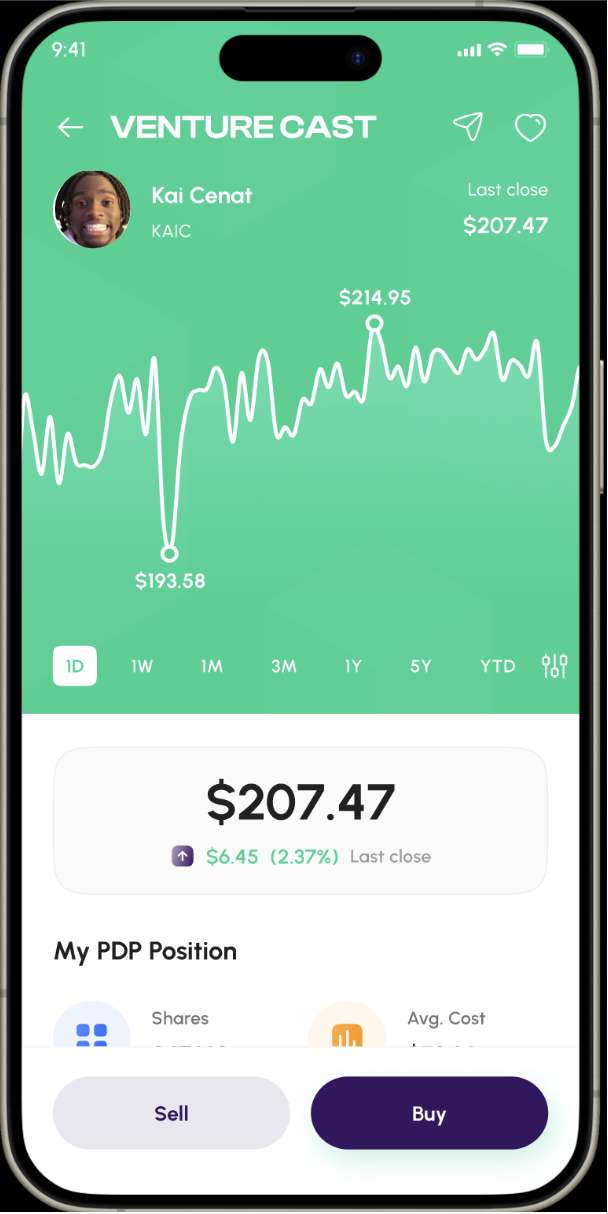 9:41
VENTURE CAST
Kai Cenat
KAIC
Last close
$207.47
$214.95
$193.58
1D 1W 1M 3M 1Y 5Y YTD
$207.47
$6.45 (2.37%) Last close
My PDP Position
Shares
Avg. Cost
Sell
Buy